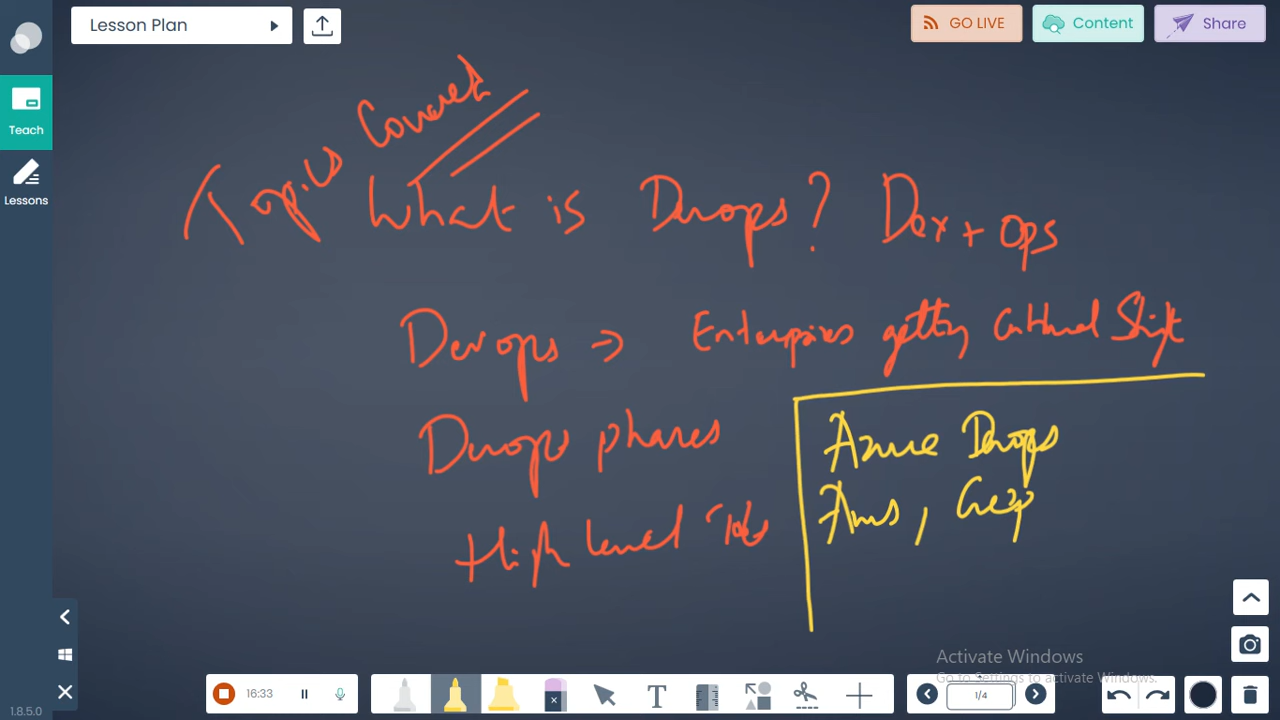 Lesson Plan
GO LIVE
Content
Share
Teach
Lessons
Topics Covered
What is Devops? Dev + Ops
Devops => Enterprises getting Cultural Shift
Devops phases
High level Tools
Azure Devops
Aws, Gcp
Activate Windows
Go to Settings to activate Windows.
16:33
T
1/4
1.8.5.0